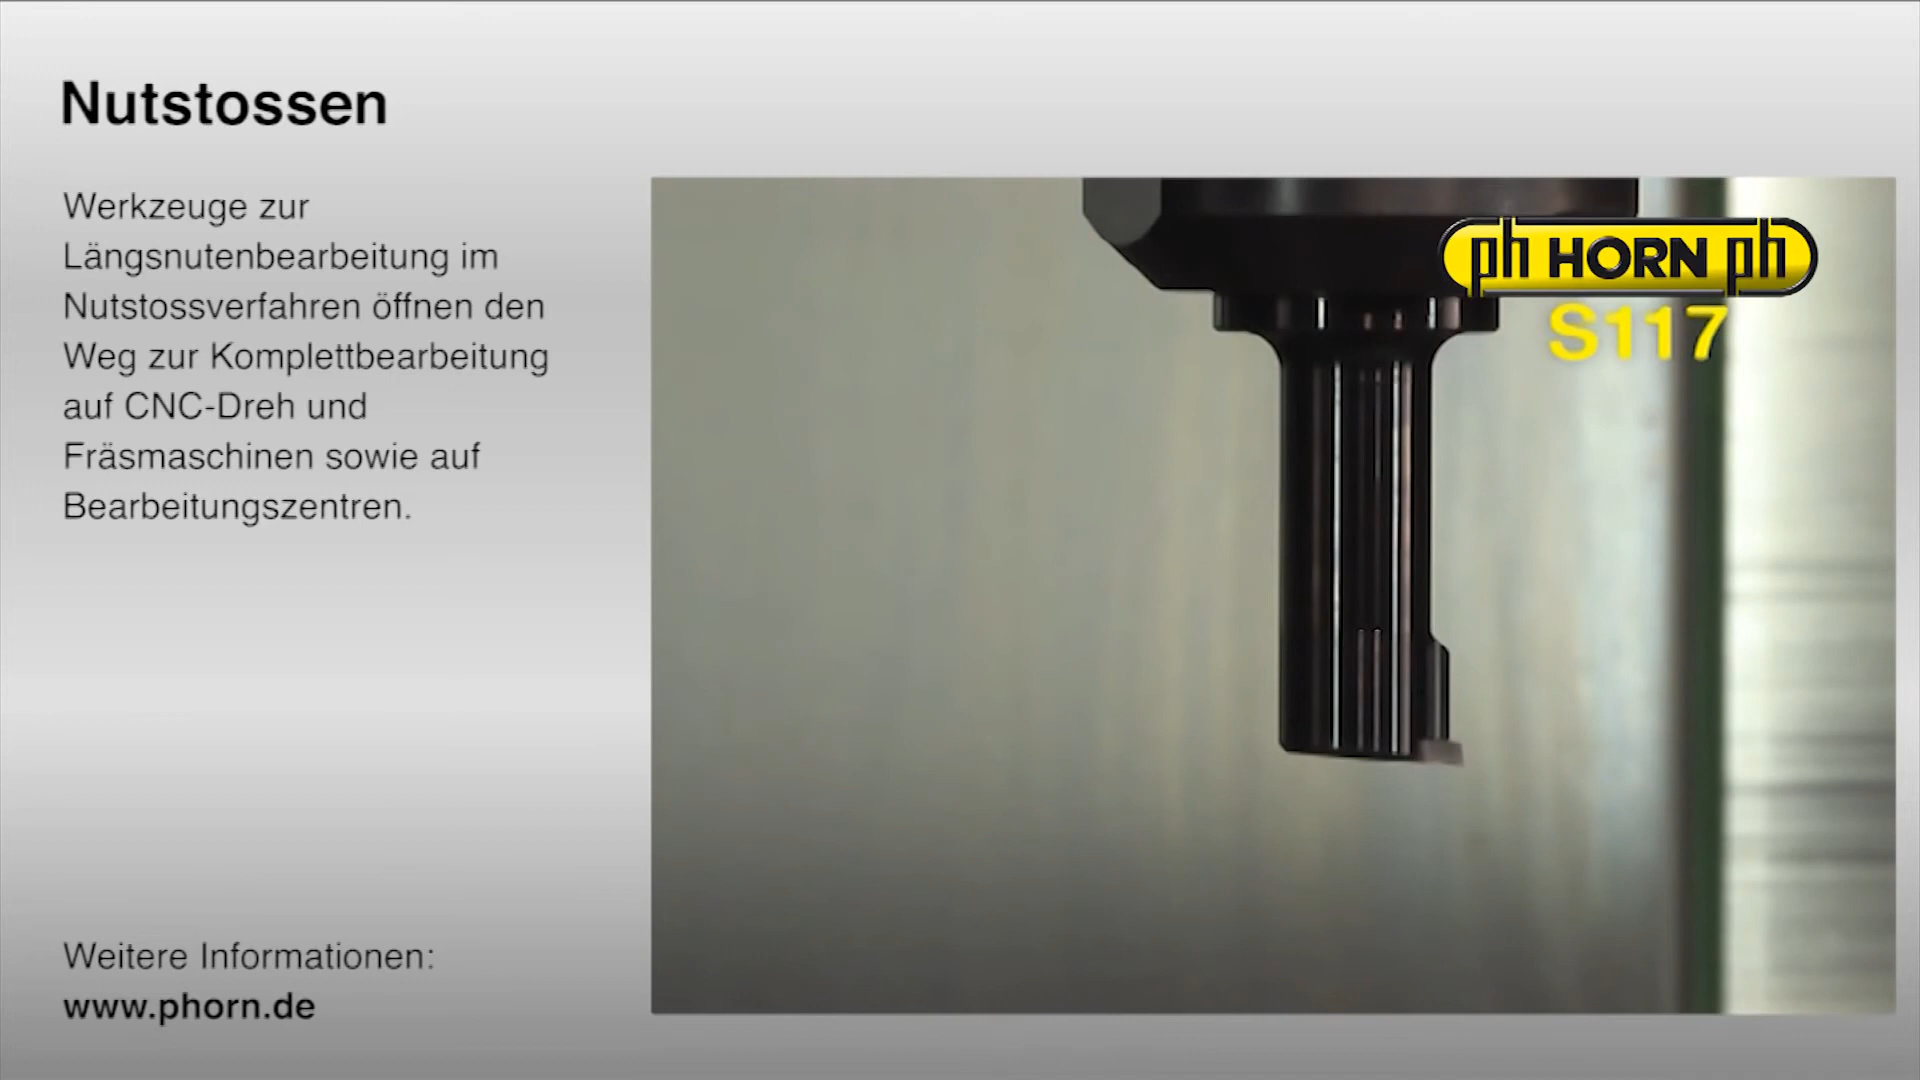 Nutstossen
Werkzeuge zur
Längsnutenbearbeitung im
Nutstossverfahren öffnen den
Weg zur Komplettbearbeitung
auf CNC-Dreh und
Fräsmaschinen sowie auf
Bearbeitungszentren.
ph HORN ph
S117
Weitere Informationen:
www.phorn.de